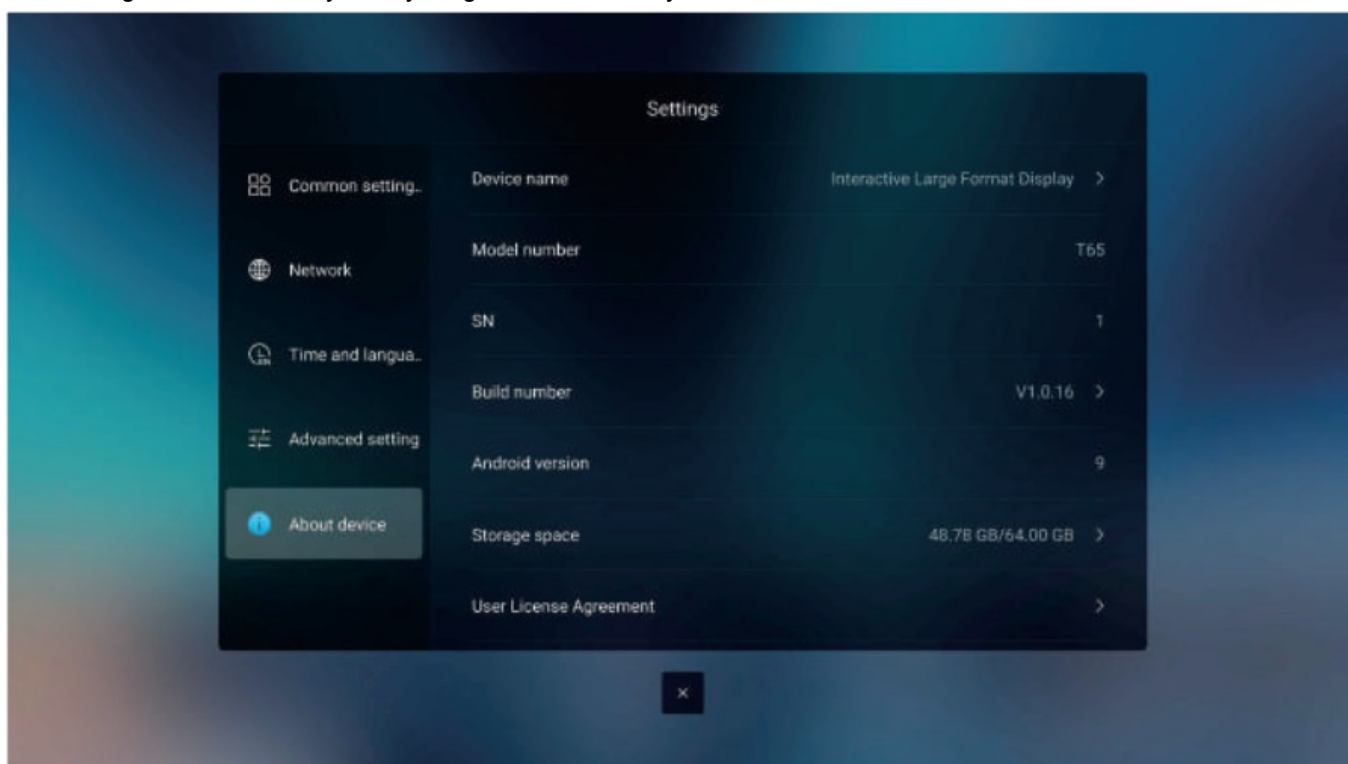 Settings
Common setting..
Network
Time and langua..
Advanced setting
About device
Device name
Interactive Large Format Display >
Model number
T65
SN
1
Build number
V1.0.16 >
Android version
9
Storage space
48.78 GB/64.00 GB >
User License Agreement
>
×